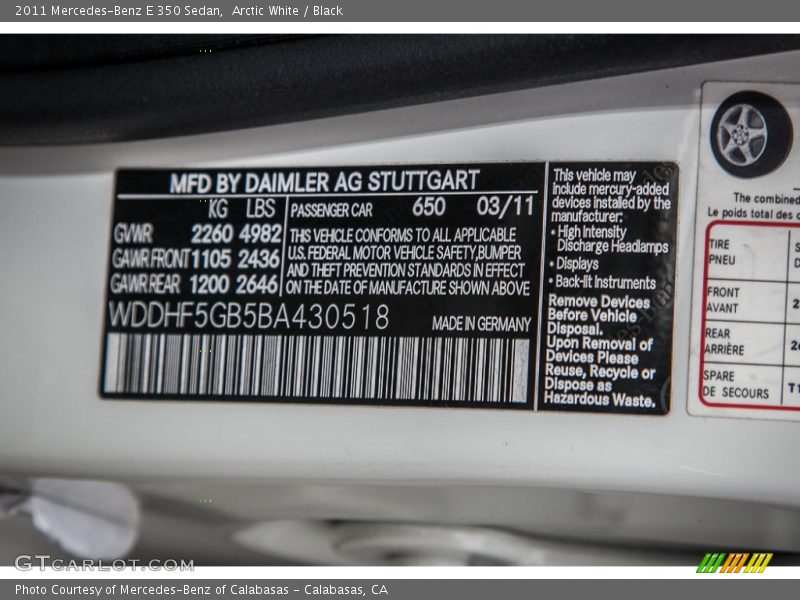 2011 Mercedes-Benz E 350 Sedan, Arctic White / Black
MFD BY DAIMLER AG STUTTGART
KG LBS
GVWR 2260 4982
GAWR FRONT 1105 2436
GAWR REAR 1200 2646
PASSENGER CAR 650 03/11
THIS VEHICLE CONFORMS TO ALL APPLICABLE
U.S. FEDERAL MOTOR VEHICLE SAFETY, BUMPER
AND THEFT PREVENTION STANDARDS IN EFFECT
ON THE DATE OF MANUFACTURE SHOWN ABOVE
WDDHF5GB5BA430518
MADE IN GERMANY
This vehicle may
include mercury-added
devices installed by the
manufacturer:
• High Intensity
Discharge Headlamps
• Displays
• Back-lit Instruments
Remove Devices
Before Vehicle
Disposal.
Upon Removal of
Devices Please
Reuse, Recycle or
Dispose as
Hazardous Waste.
The combined
Le poids total des
TIRE
PNEU
FRONT
AVANT
REAR
ARRIÈRE
SPARE
DE SECOURS
GTCARLOT.COM
Photo Courtesy of Mercedes-Benz of Calabasas - Calabasas, CA